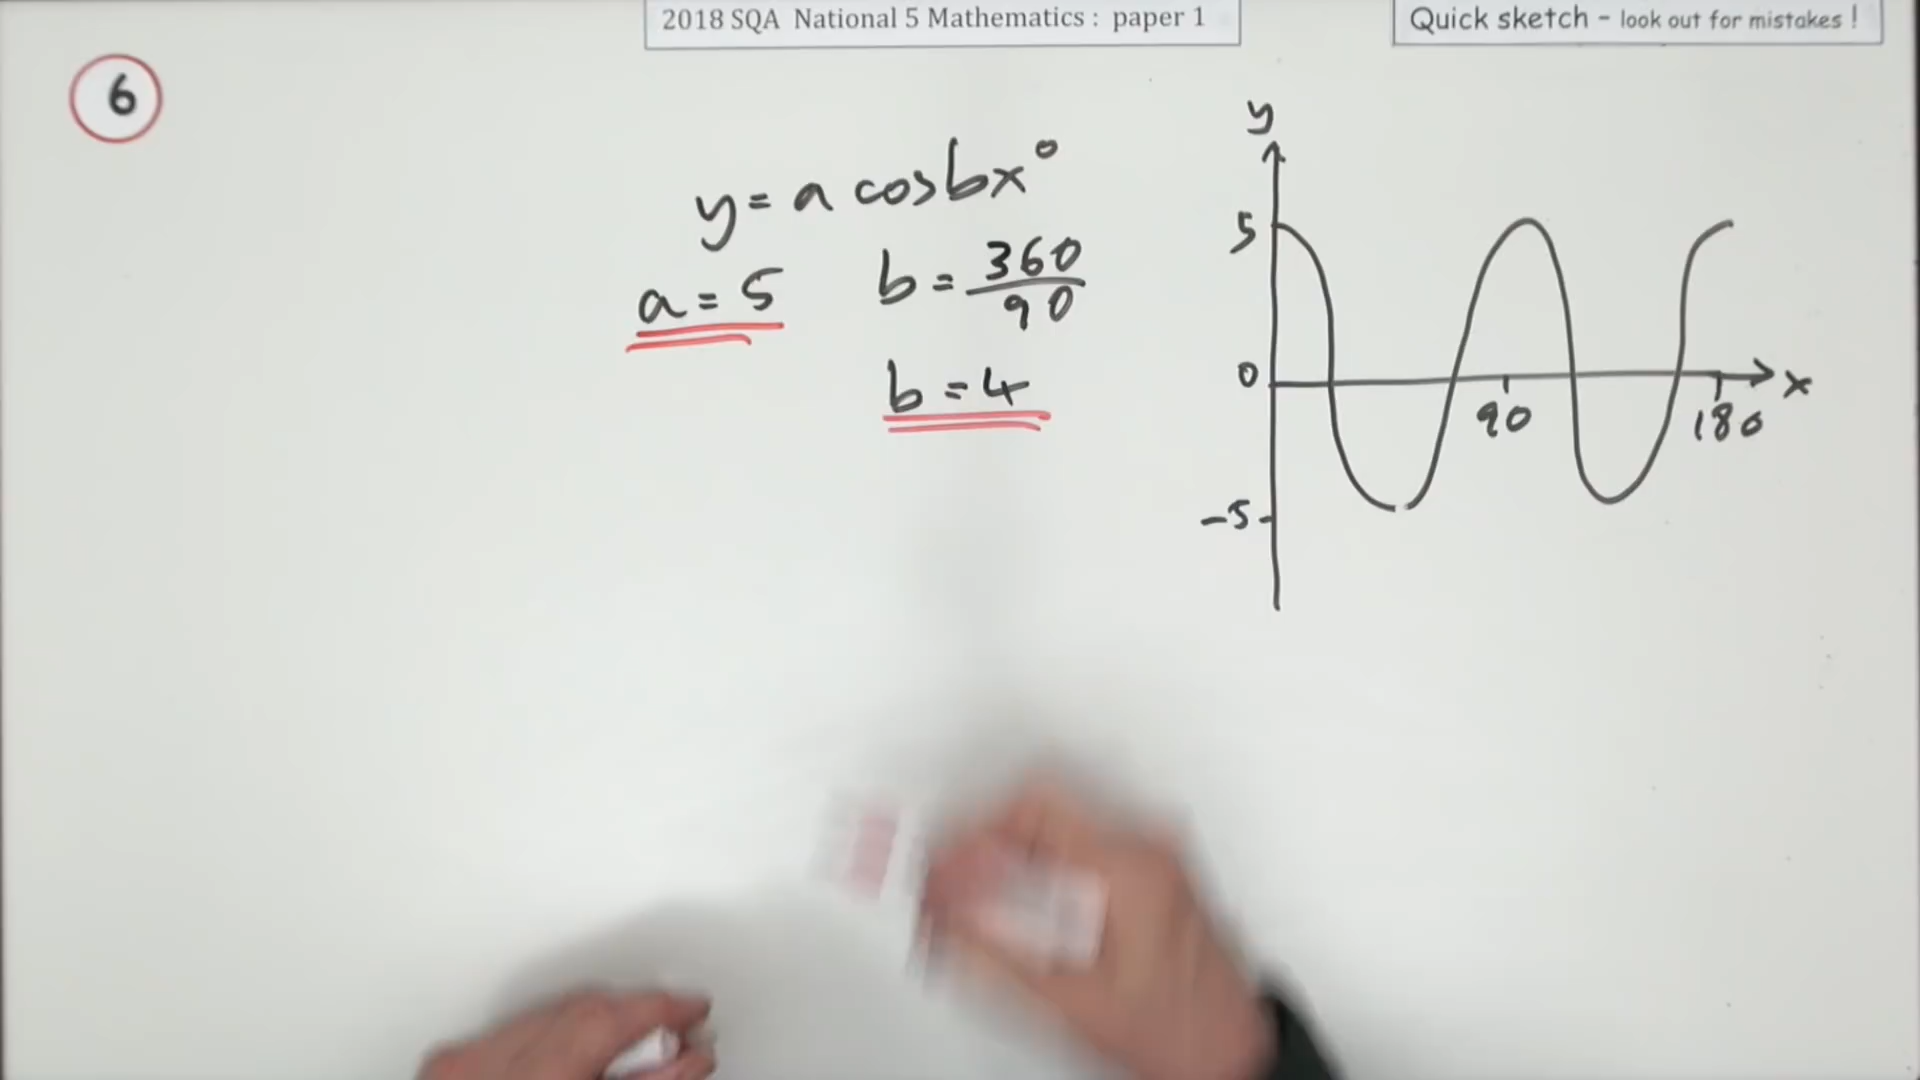 2018 SQA National 5 Mathematics : paper 1
Quick sketch - look out for mistakes !
6
y = a cos bx°
a = 5
b = 360/90
b = 4
y
5
0
-5
90
180
x